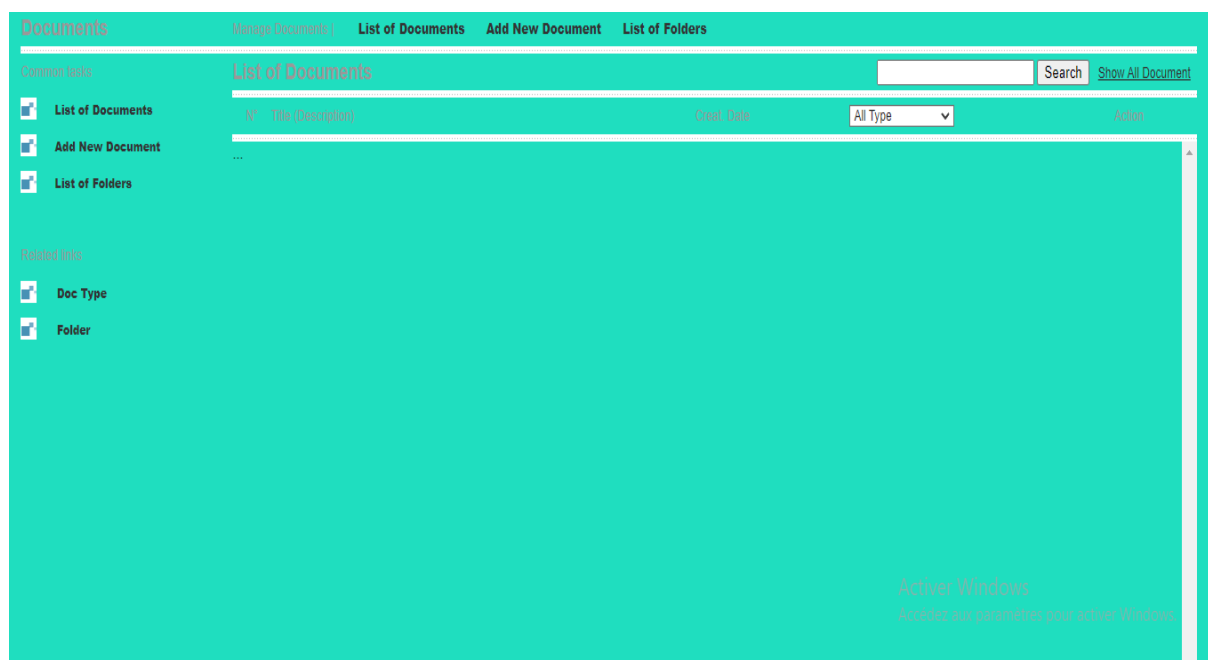 Documents
Manage Documents | List of Documents Add New Document List of Folders
Common tasks
List of Documents
Add New Document
List of Folders
Related links
Doc Type
Folder
List of Documents
Search Show All Document
N° Title (Description) Creat. Date All Type Action
...
Activer Windows
Accédez aux paramètres pour activer Windows